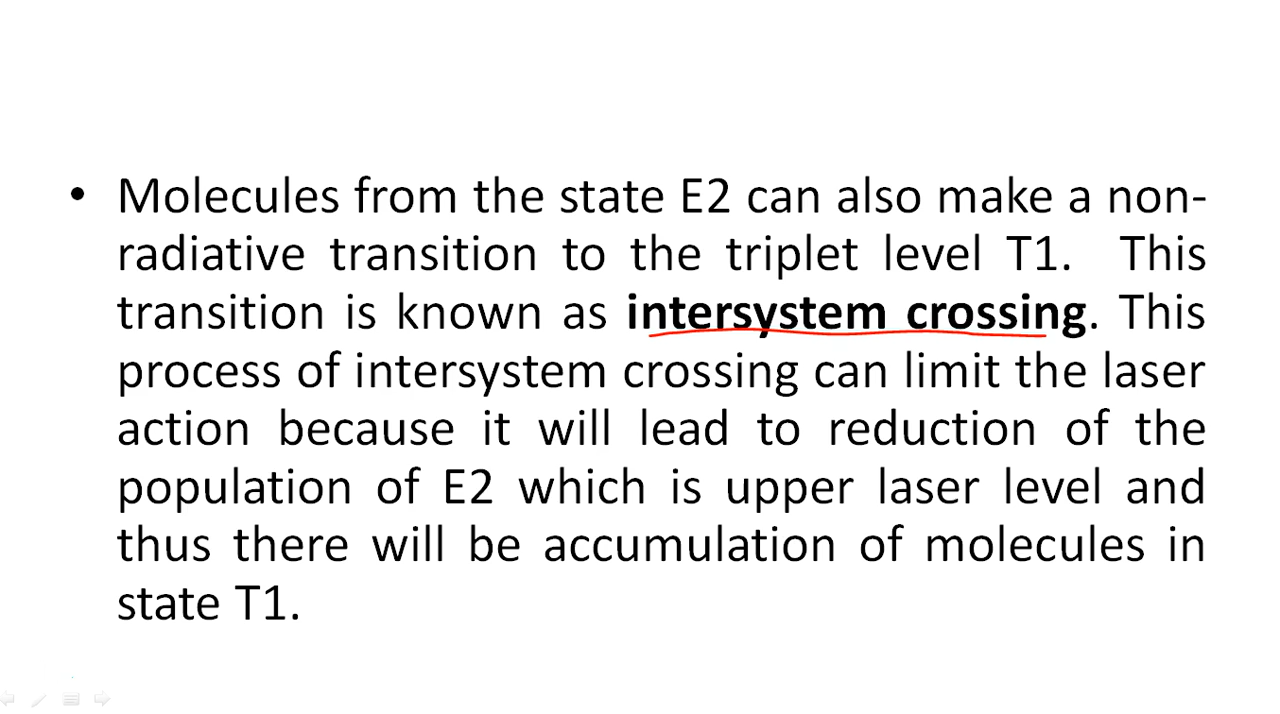 • Molecules from the state E2 can also make a non-
radiative transition to the triplet level T1. This
transition is known as intersystem crossing. This
process of intersystem crossing can limit the laser
action because it will lead to reduction of the
population of E2 which is upper laser level and
thus there will be accumulation of molecules in
state T1.